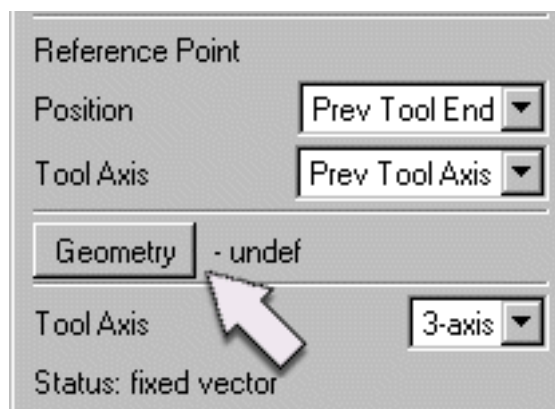 Reference Point
Position Prev Tool End
Tool Axis Prev Tool Axis
Geometry - undef
Tool Axis 3-axis
Status: fixed vector